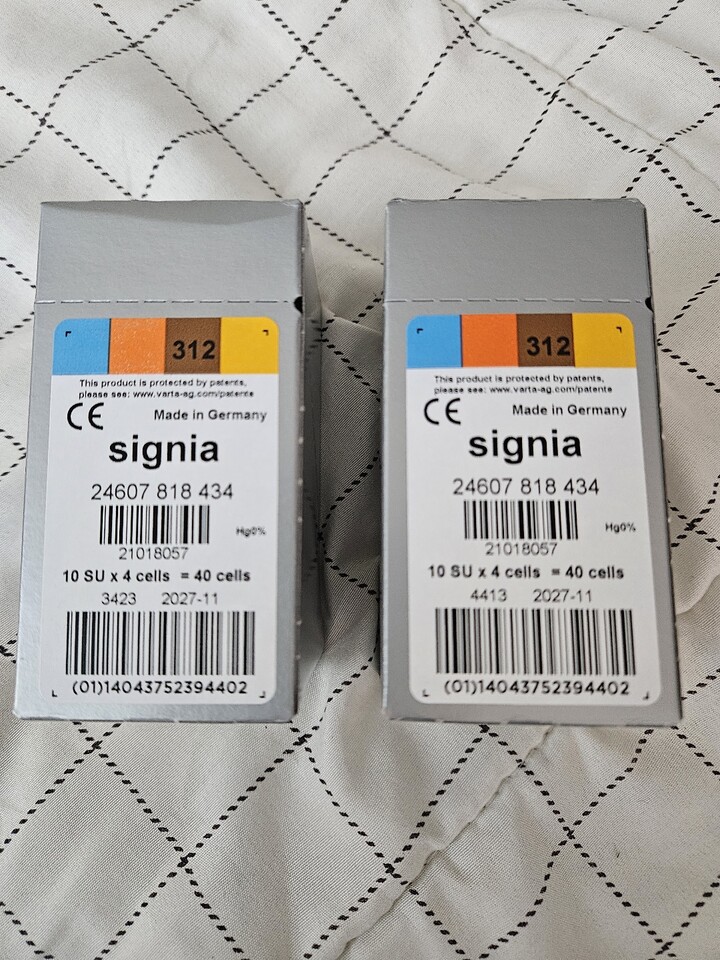 312
This product is protected by patents,
please see: www.varta-ag.com/patente
CE Made in Germany
signia
24607 818 434
Hg0%
21018057
10 SU x 4 cells = 40 cells
3423 2027-11
(01)14043752394402
312
This product is protected by patents,
please see: www.varta-ag.com/patente
CE Made in Germany
signia
24607 818 434
Hg0%
21018057
10 SU x 4 cells = 40 cells
4413 2027-11
(01)14043752394402